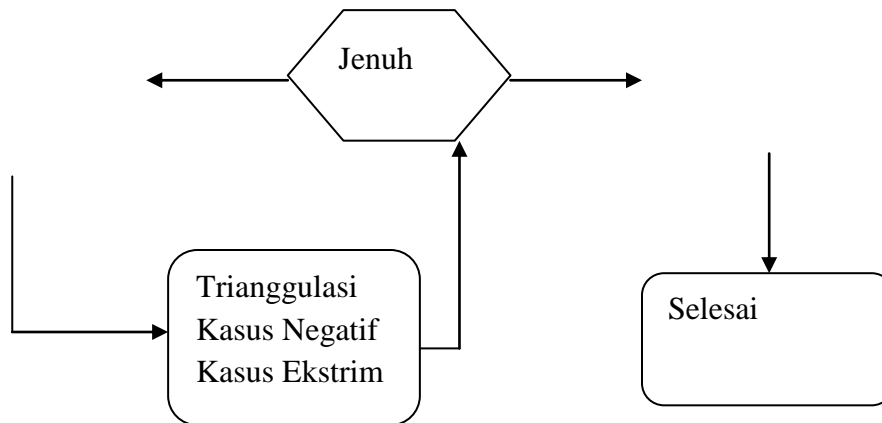 Jenuh
Trianggulasi
Kasus Negatif
Kasus Ekstrim
Selesai